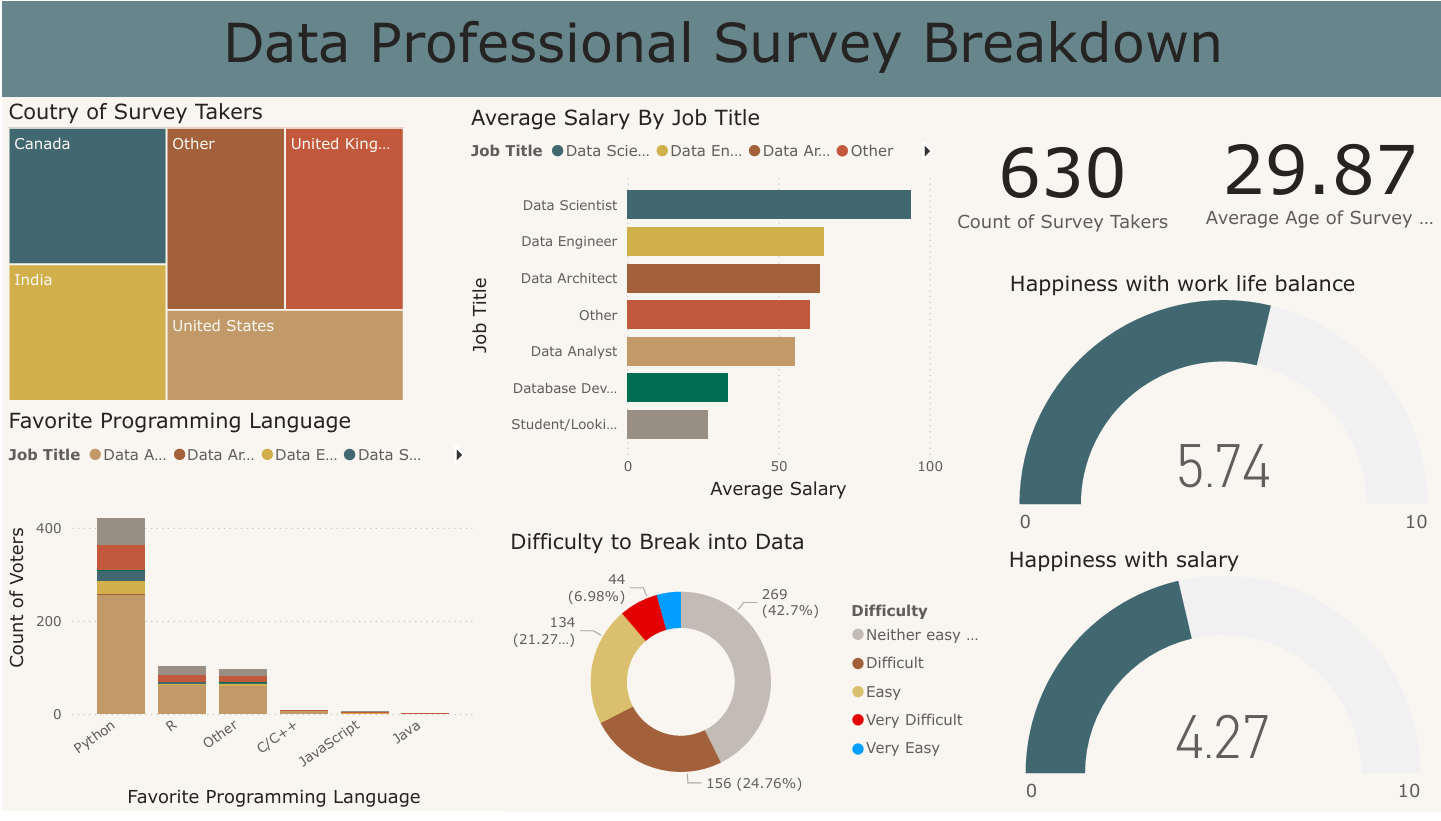 Data Professional Survey Breakdown
Coutry of Survey Takers
Canada
Other
United King...
India
United States
Favorite Programming Language
Job Title Data A... Data Ar... Data E... Data S...
Count of Voters
400
200
0
Python
R
Other
C/C++
JavaScript
Java
Favorite Programming Language
Average Salary By Job Title
Job Title Data Scie... Data En... Data Ar... Other
Job Title
Data Scientist
Data Engineer
Data Architect
Other
Data Analyst
Database Dev...
Student/Looki...
0 50 100
Average Salary
Difficulty to Break into Data
44
(6.98%)
269
(42.7%)
134
(21.27...)
156 (24.76%)
Difficulty
Neither easy ...
Difficult
Easy
Very Difficult
Very Easy
630
Count of Survey Takers
29.87
Average Age of Survey ...
Happiness with work life balance
5.74
0 10
Happiness with salary
4.27
0 10